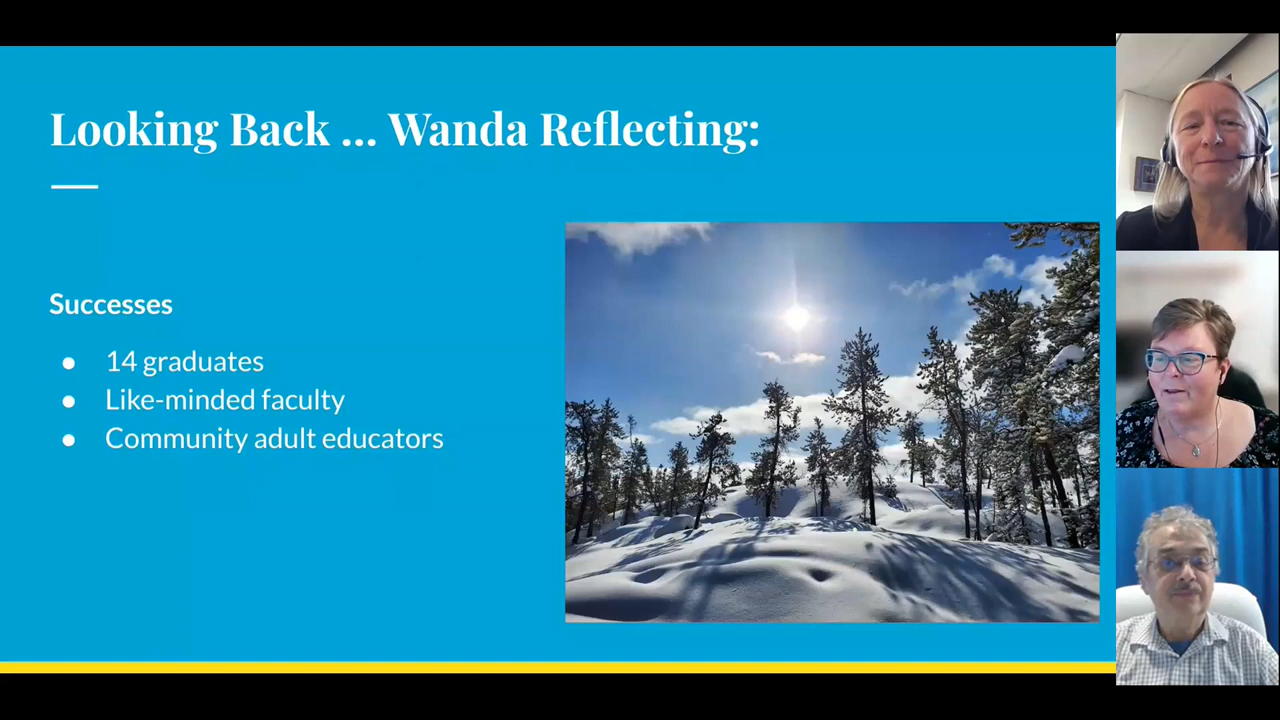 Looking Back ... Wanda Reflecting:
Successes
● 14 graduates
● Like-minded faculty
● Community adult educators